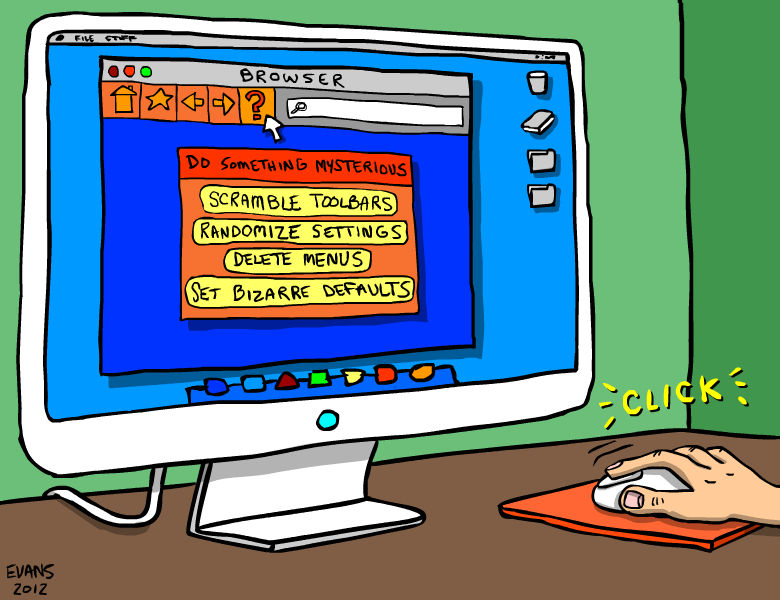 FILE STUFF
BROWSER
?
DO SOMETHING MYSTERIOUS
SCRAMBLE TOOLBARS
RANDOMIZE SETTINGS
DELETE MENUS
SET BIZARRE DEFAULTS
CLICK
EVANS
2012